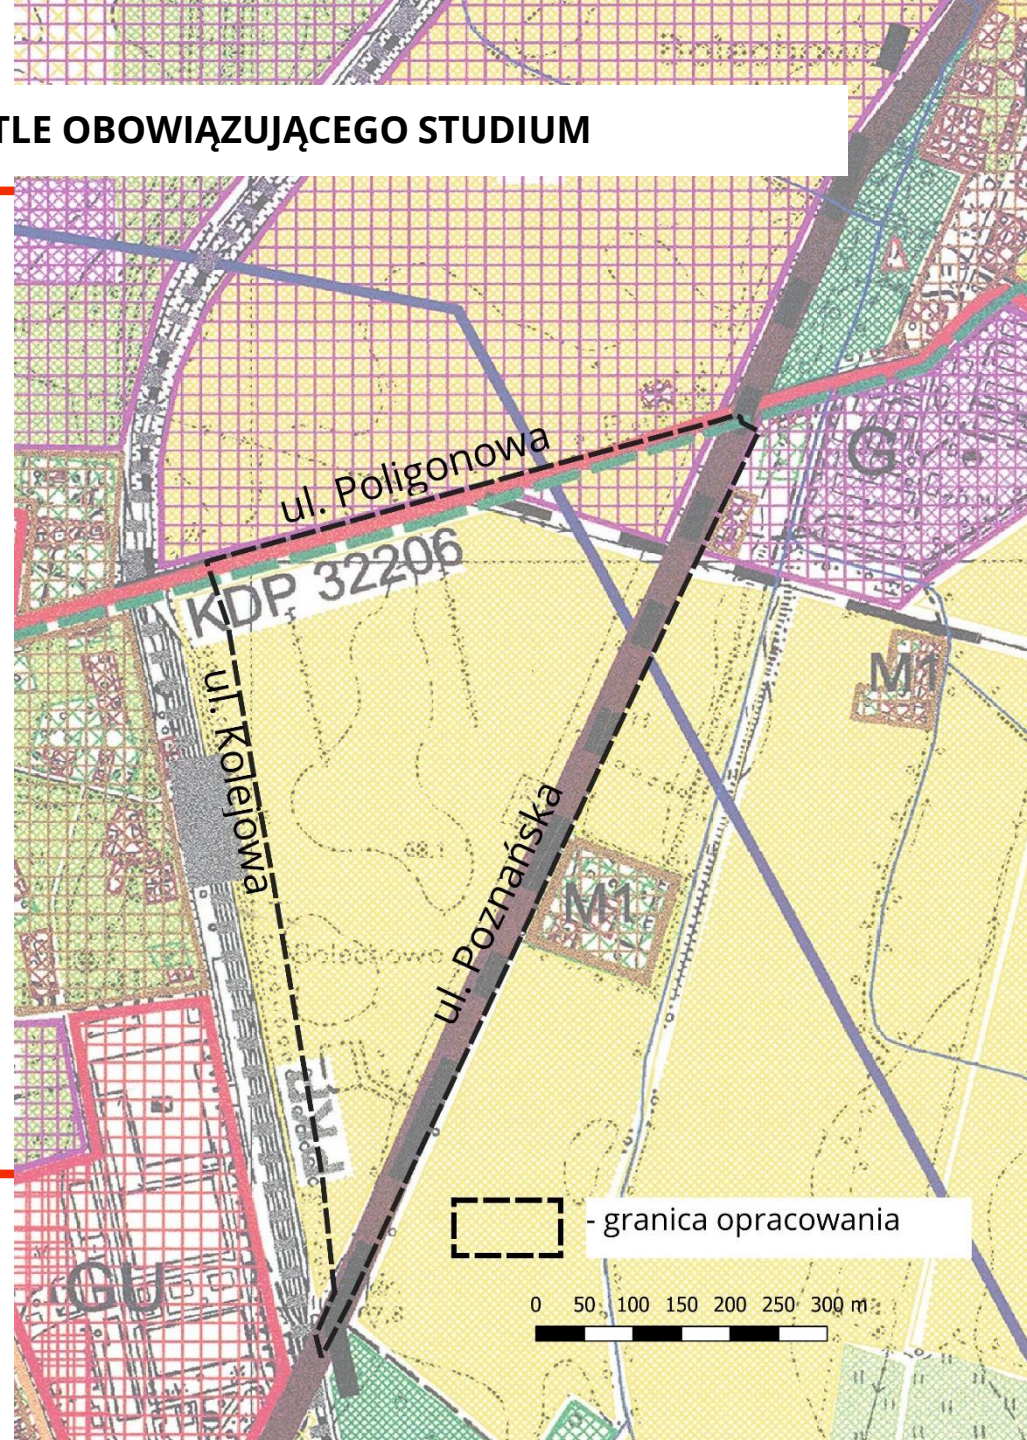 TLE OBOWIĄZUJĄCEGO STUDIUM
G
ul. Poligonowa
KDP 32206
M1
ul. Kolejowa
ul. Poznańska
M1
PKP
- granica opracowania
GU
0 50 100 150 200 250 300 m